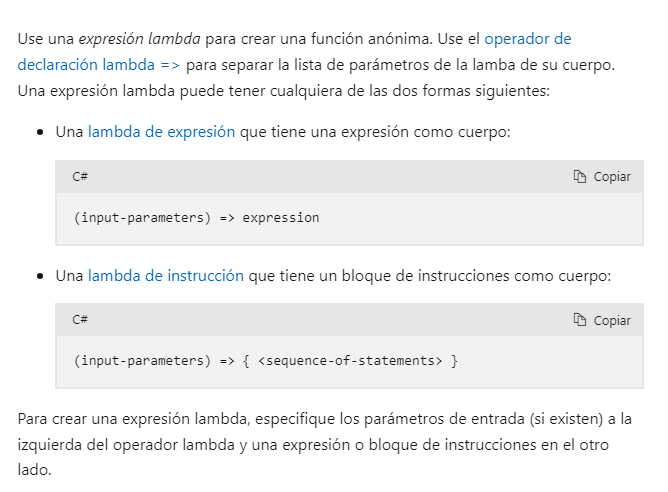 Use una expresión lambda para crear una función anónima. Use el operador de
declaración lambda => para separar la lista de parámetros de la lamba de su cuerpo.
Una expresión lambda puede tener cualquiera de las dos formas siguientes:
• Una lambda de expresión que tiene una expresión como cuerpo:
C# Copiar
(input-parameters) => expression
• Una lambda de instrucción que tiene un bloque de instrucciones como cuerpo:
C# Copiar
(input-parameters) => { <sequence-of-statements> }
Para crear una expresión lambda, especifique los parámetros de entrada (si existen) a la
izquierda del operador lambda y una expresión o bloque de instrucciones en el otro
lado.